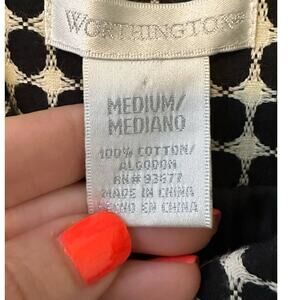 WORTHINGTON
MEDIUM/
MEDIANO
100% COTTON/
ALGODON
RN#93677
MADE IN CHINA
HECHO EN CHINA